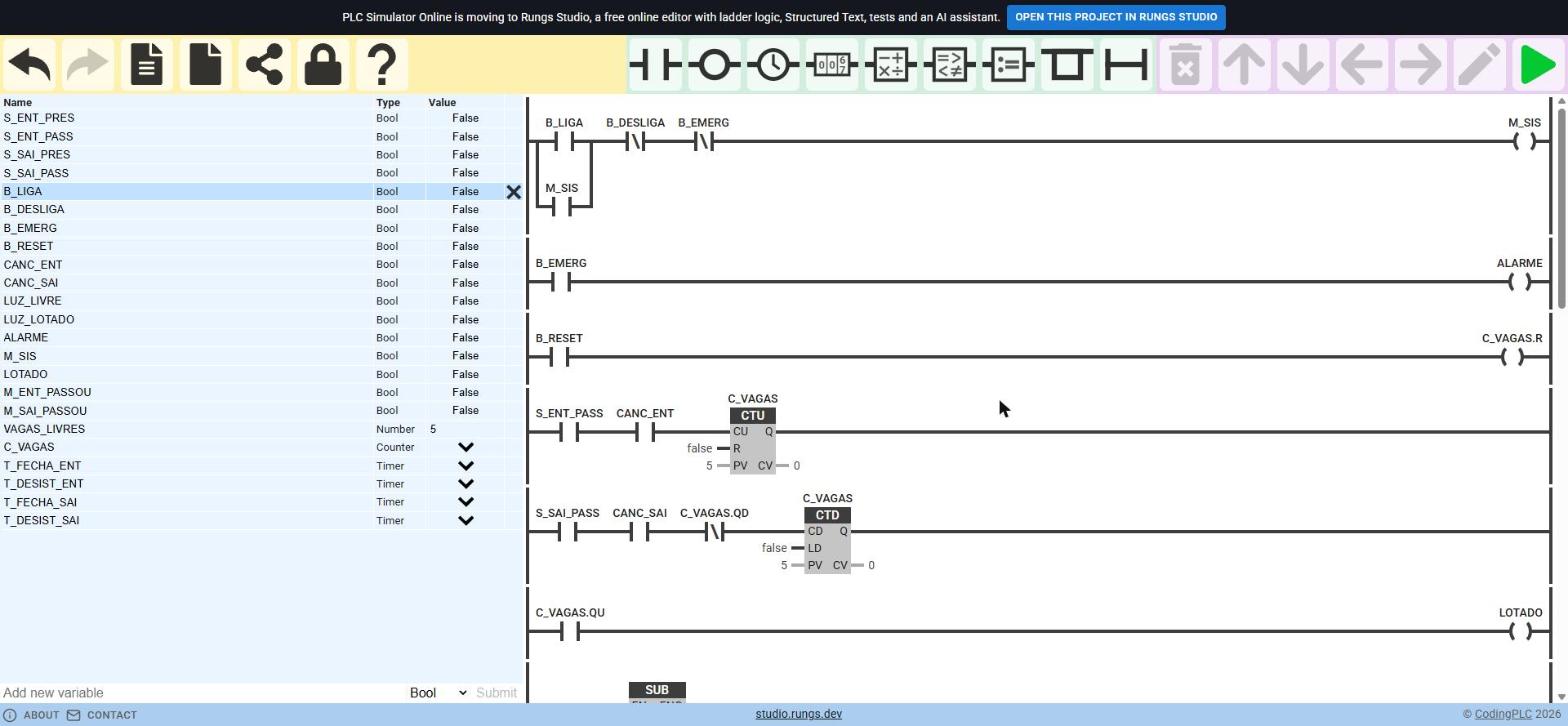 PLC Simulator Online is moving to Rungs Studio, a free online editor with ladder logic, Structured Text, tests and an AI assistant. OPEN THIS PROJECT IN RUNGS STUDIO
Name Type Value
S_ENT_PRES Bool False
S_ENT_PASS Bool False
S_SAI_PRES Bool False
S_SAI_PASS Bool False
B_LIGA Bool False
B_DESLIGA Bool False
B_EMERG Bool False
B_RESET Bool False
CANC_ENT Bool False
CANC_SAI Bool False
LUZ_LIVRE Bool False
LUZ_LOTADO Bool False
ALARME Bool False
M_SIS Bool False
LOTADO Bool False
M_ENT_PASSOU Bool False
M_SAI_PASSOU Bool False
VAGAS_LIVRES Number 5
C_VAGAS Counter
T_FECHA_ENT Timer
T_DESIST_ENT Timer
T_FECHA_SAI Timer
T_DESIST_SAI Timer
Add new variable Bool Submit
B_LIGA B_DESLIGA B_EMERG M_SIS
M_SIS
B_EMERG ALARME
B_RESET C_VAGAS.R
C_VAGAS
S_ENT_PASS CANC_ENT CTU
CU Q
false R
5 PV CV 0
C_VAGAS
S_SAI_PASS CANC_SAI C_VAGAS.QD CTD
CD Q
false LD
5 PV CV 0
C_VAGAS.QU LOTADO
SUB
ABOUT CONTACT studio.rungs.dev © CodingPLC 2026